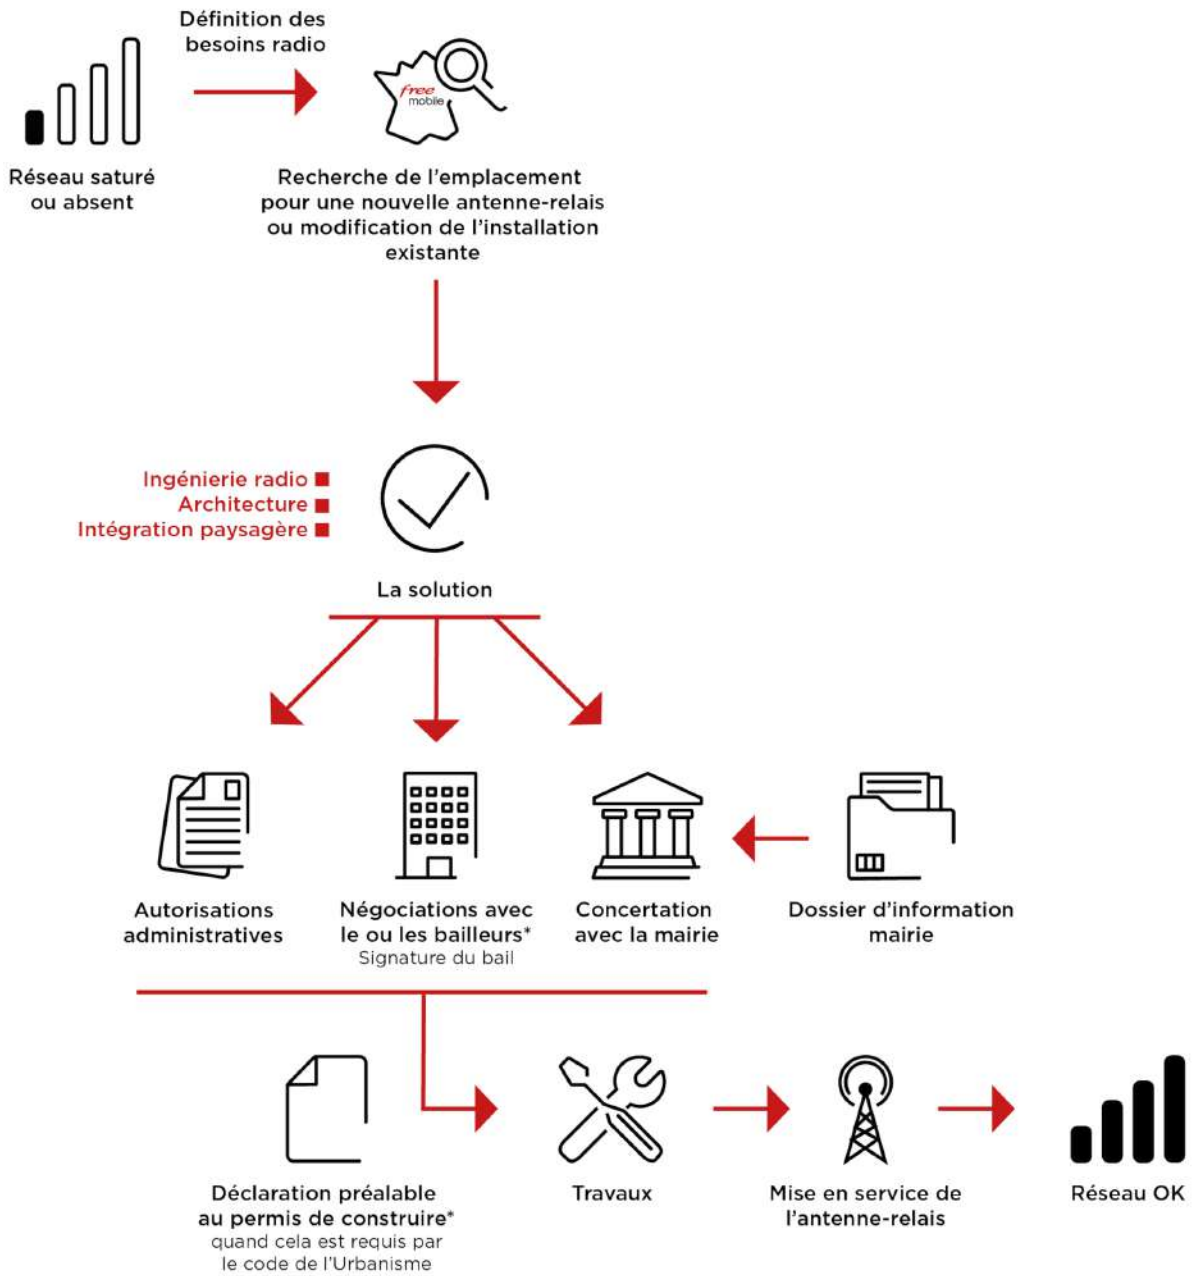 Définition des
besoins radio
Réseau saturé
ou absent
free
mobile
Recherche de l'emplacement
pour une nouvelle antenne-relais
ou modification de l'installation
existante
Ingénierie radio
Architecture
Intégration paysagère
La solution
Autorisations
administratives
Négociations avec
le ou les bailleurs*
Signature du bail
Concertation
avec la mairie
Dossier d'information
mairie
Déclaration préalable
au permis de construire*
quand cela est requis par
le code de l'Urbanisme
Travaux
Mise en service de
l'antenne-relais
Réseau OK